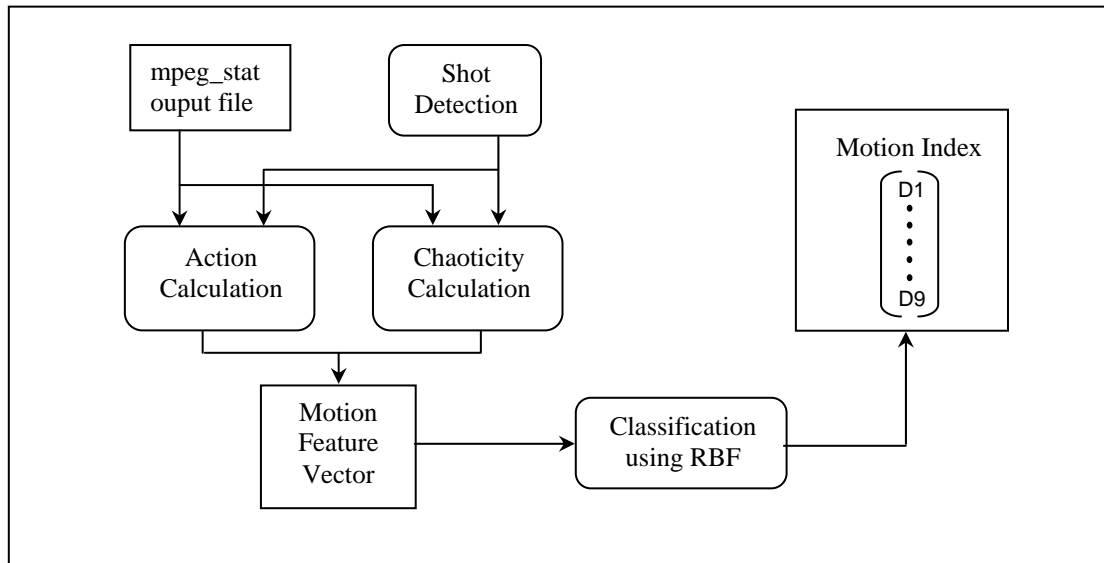 mpeg_stat
ouput file
Shot
Detection
Motion Index
D1
D9
Action
Calculation
Chaoticity
Calculation
Motion
Feature
Vector
Classification
using RBF